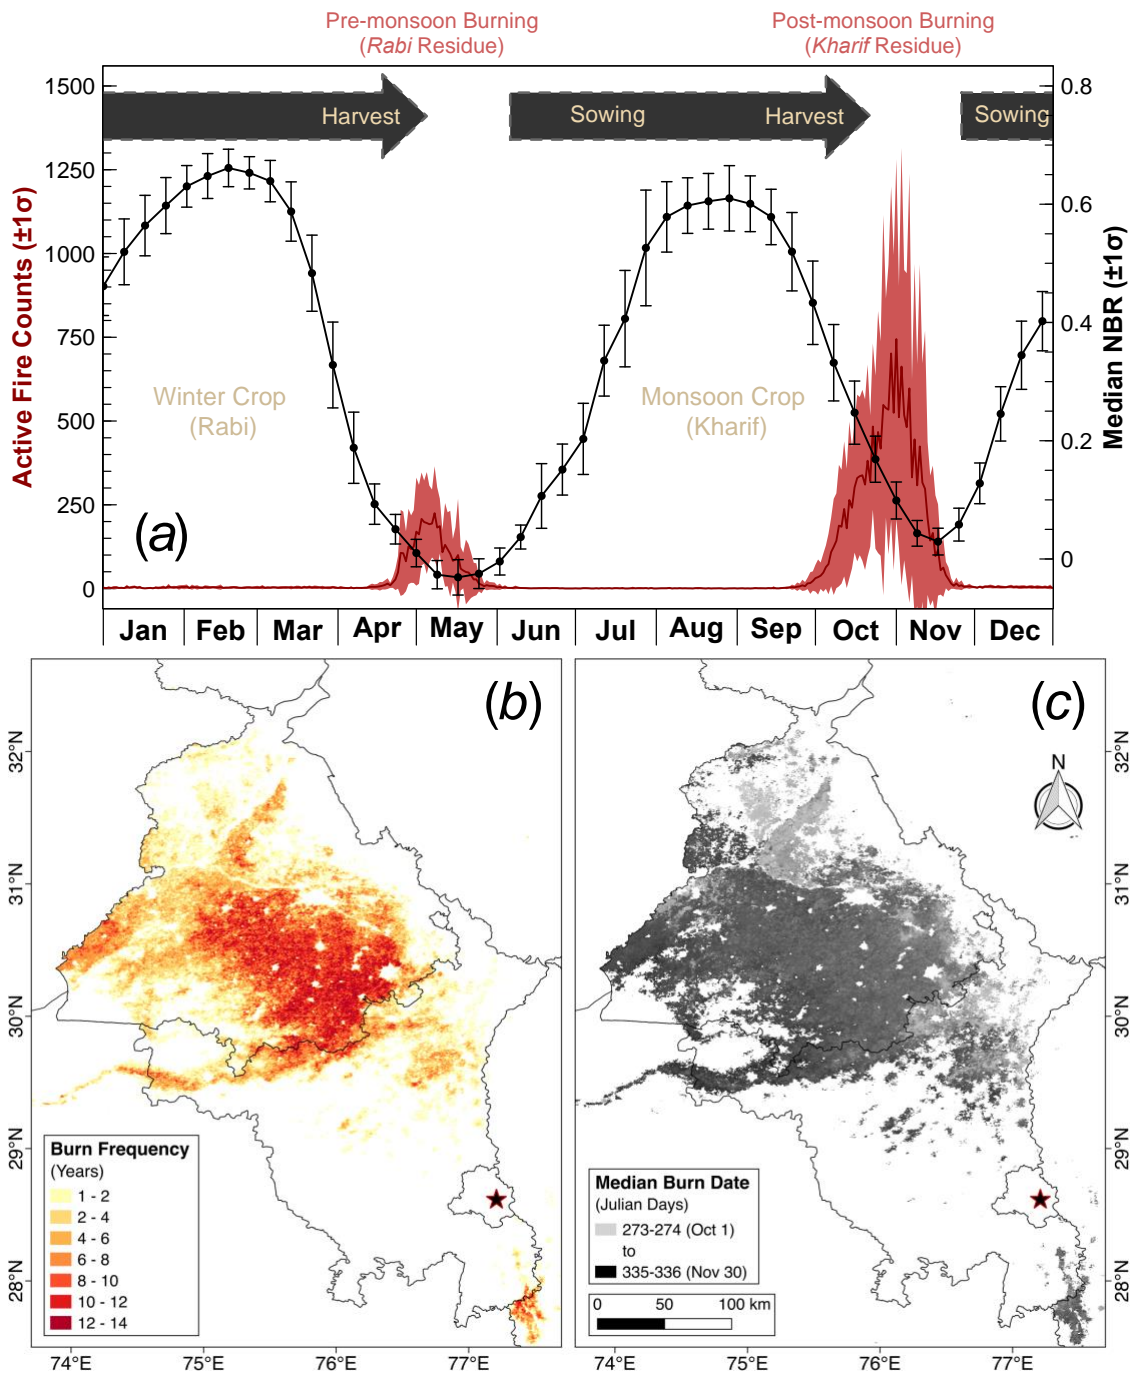 Pre-monsoon Burning
(Rabi Residue)
Post-monsoon Burning
(Kharif Residue)
1500
1250
1000
750
500
250
0
Active Fire Counts (±1σ)
0.8
0.6
0.4
0.2
0
Median NBR (±1σ)
Harvest
Sowing
Harvest
Sowing
Winter Crop
(Rabi)
Monsoon Crop
(Kharif)
(a)
Jan
Feb
Mar
Apr
May
Jun
Jul
Aug
Sep
Oct
Nov
Dec
(b)
32°N
31°N
30°N
29°N
28°N
Burn Frequency
(Years)
1 - 2
2 - 4
4 - 6
6 - 8
8 - 10
10 - 12
12 - 14
74°E
75°E
76°E
77°E
(c)
N
32°N
31°N
30°N
29°N
28°N
Median Burn Date
(Julian Days)
273-274 (Oct 1)
to
335-336 (Nov 30)
0 50 100 km
74°E
75°E
76°E
77°E